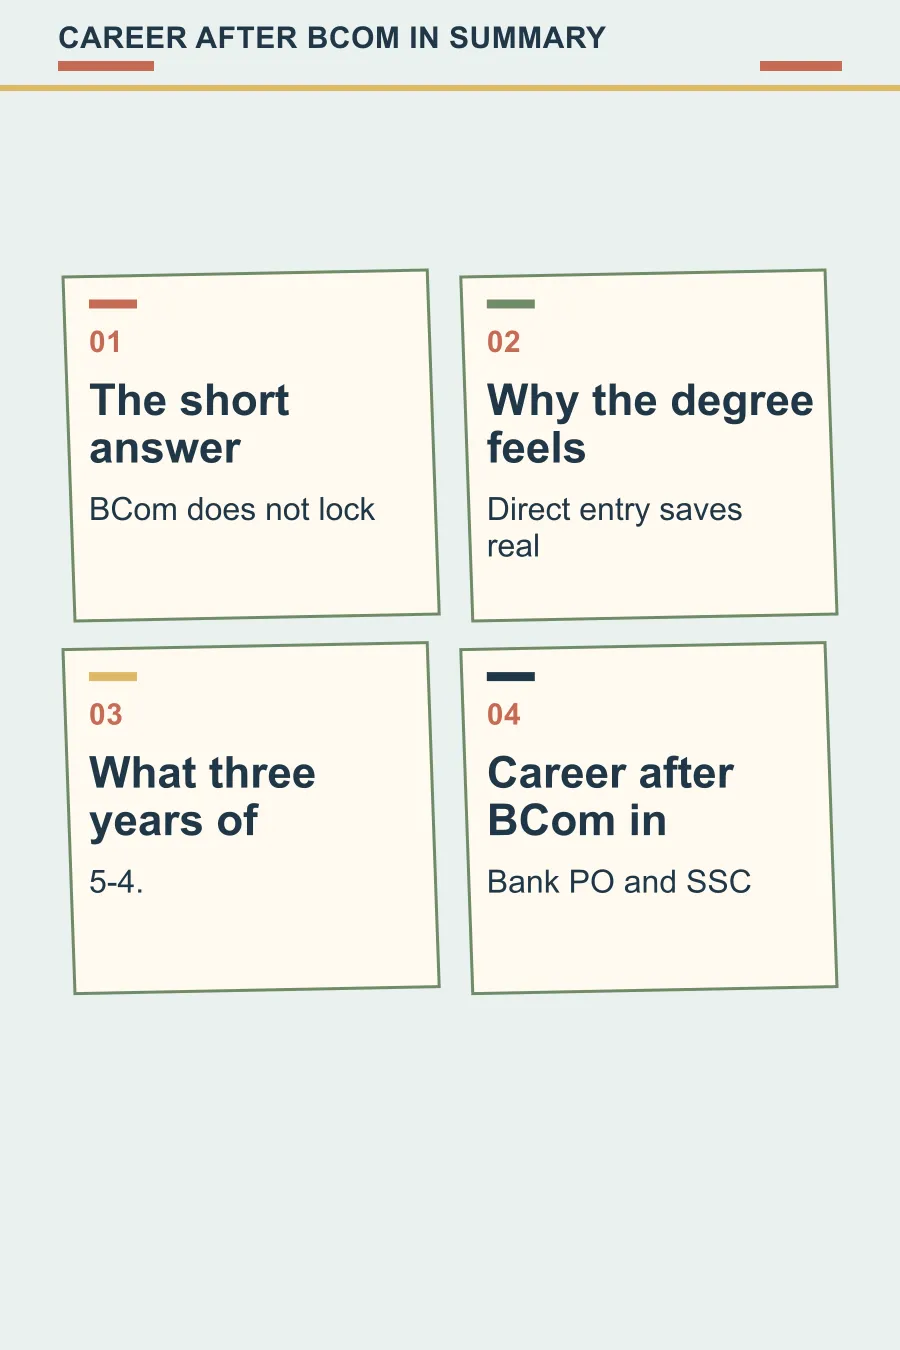 CAREER AFTER BCOM IN SUMMARY
01
The short
answer
BCom does not lock
02
Why the degree
feels
Direct entry saves
real
03
What three
years of
5-4.
04
Career after
BCom in
Bank PO and SSC